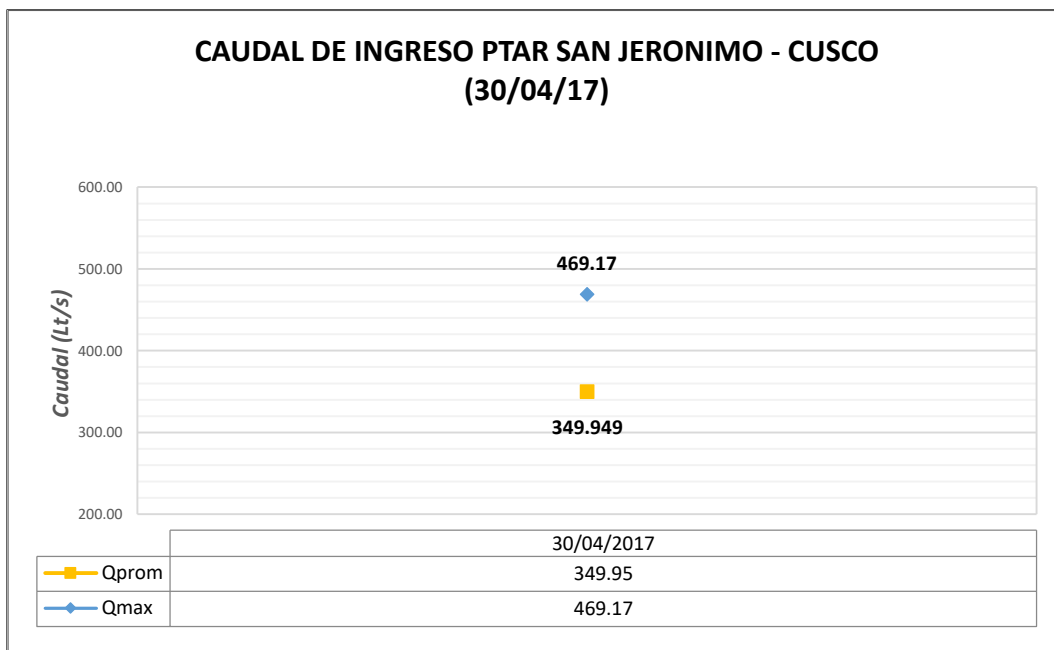 CAUDAL DE INGRESO PTAR SAN JERONIMO - CUSCO
(30/04/17)
600.00
500.00
400.00
300.00
200.00
Caudal (Lt/s)
469.17
349.949
30/04/2017
Qprom 349.95
Qmax 469.17